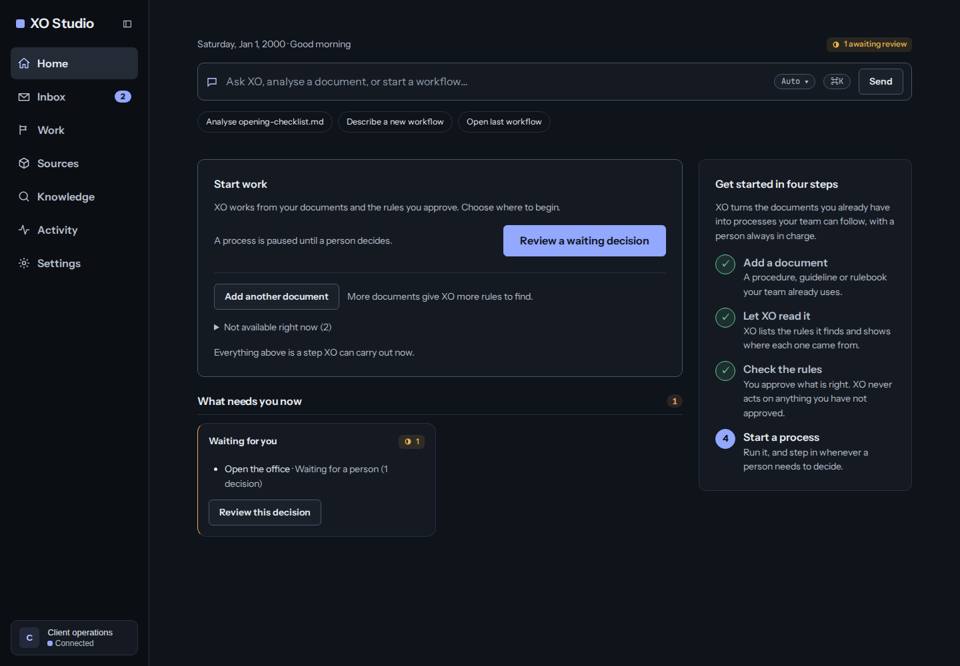 XO Studio
Home
Inbox 2
Work
Sources
Knowledge
Activity
Settings
C
Client operations
Connected
Saturday, Jan 1, 2000 · Good morning
1 awaiting review
Ask XO, analyse a document, or start a workflow...
Auto ▾ ⌘K Send
Analyse opening-checklist.md
Describe a new workflow
Open last workflow
Start work
XO works from your documents and the rules you approve. Choose where to begin.
A process is paused until a person decides.
Review a waiting decision
Add another document
More documents give XO more rules to find.
Not available right now (2)
Everything above is a step XO can carry out now.
What needs you now
1
Waiting for you
1
Open the office · Waiting for a person (1
decision)
Review this decision
Get started in four steps
XO turns the documents you already have
into processes your team can follow, with a
person always in charge.
✓ Add a document
A procedure, guideline or rulebook
your team already uses.
✓ Let XO read it
XO lists the rules it finds and shows
where each one came from.
✓ Check the rules
You approve what is right. XO never
acts on anything you have not
approved.
4 Start a process
Run it, and step in whenever a
person needs to decide.